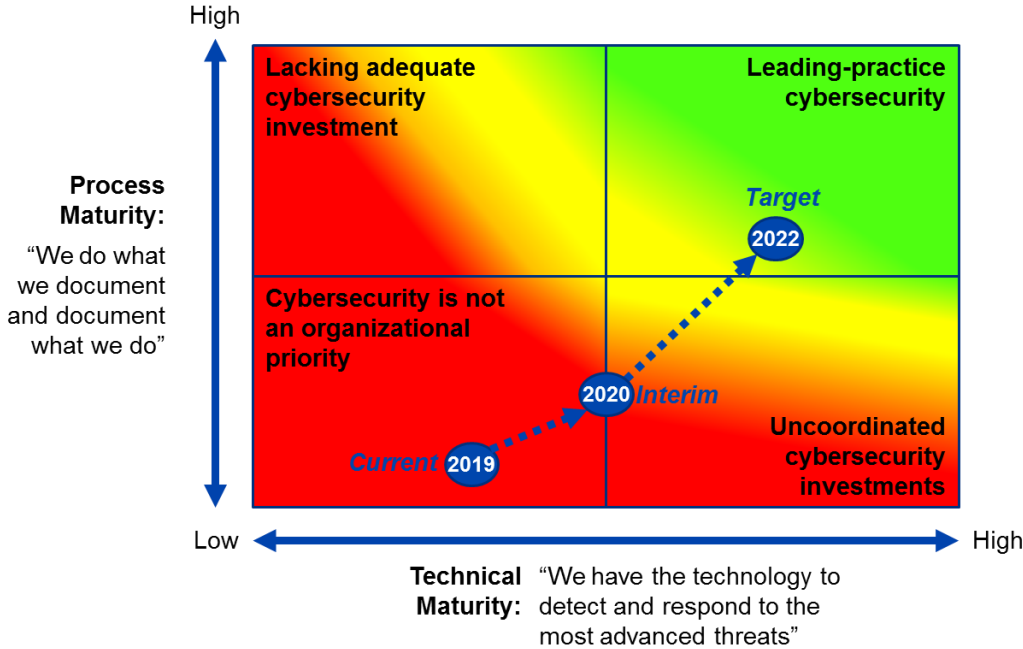 High
Lacking adequate
cybersecurity
investment
Leading-practice
cybersecurity
Process
Maturity:
“We do what
we document
and document
what we do”
Target
2022
Cybersecurity is not
an organizational
priority
2020 Interim
Current 2019
Uncoordinated
cybersecurity
investments
Low
High
Technical
Maturity:
“We have the technology to
detect and respond to the
most advanced threats”